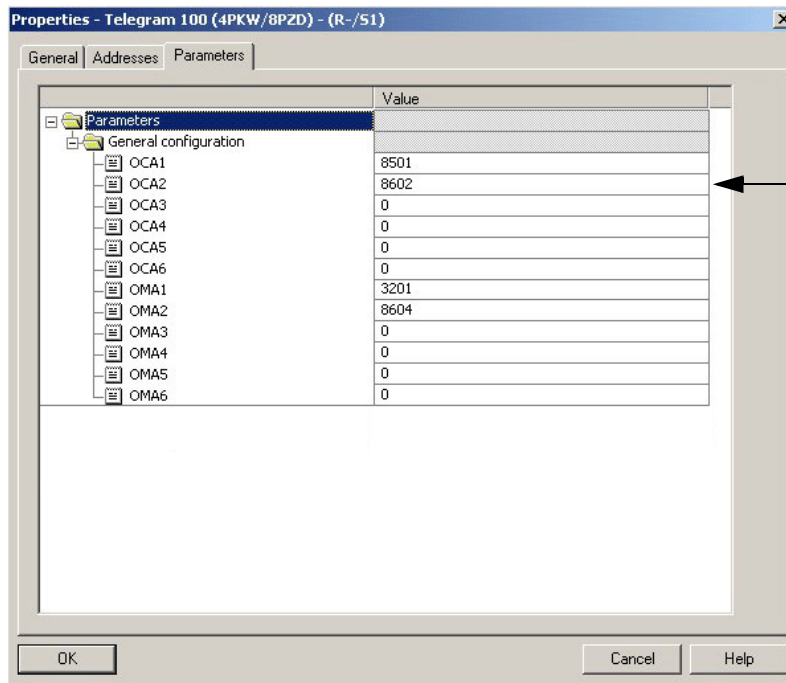 Properties - Telegram 100 (4PKW/8PZD) - (R-/S1)
General Addresses Parameters
Value
Parameters
General configuration
OCA1 8501
OCA2 8602
OCA3 0
OCA4 0
OCA5 0
OCA6 0
OMA1 3201
OMA2 8604
OMA3 0
OMA4 0
OMA5 0
OMA6 0
OK Cancel Help